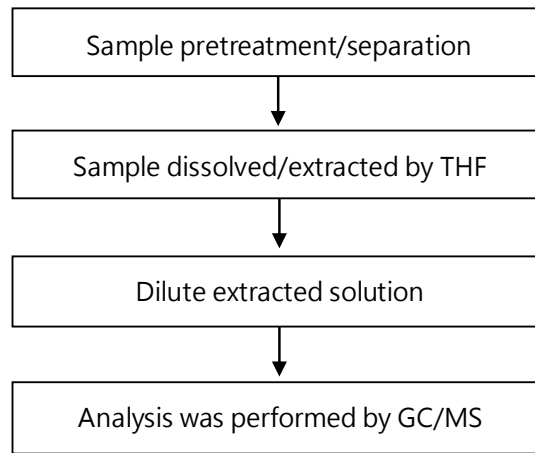 Sample pretreatment/separation
Sample dissolved/extracted by THF
Dilute extracted solution
Analysis was performed by GC/MS